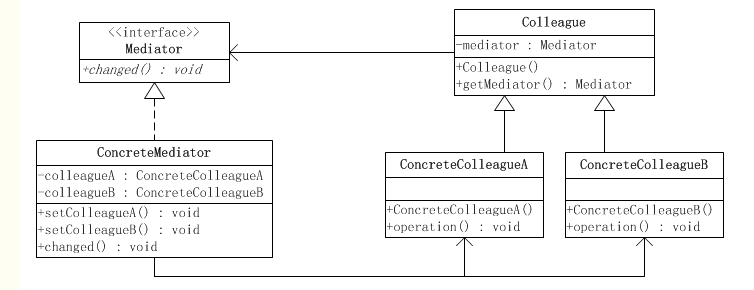 <<interface>>
Mediator
+changed() : void
Colleague
-mediator : Mediator
+Colleague()
+getMediator() : Mediator
ConcreteMediator
-colleagueA : ConcreteColleagueA
-colleagueB : ConcreteColleagueB
+setColleagueA() : void
+setColleagueB() : void
+changed() : void
ConcreteColleagueA
+ConcreteColleagueA()
+operation() : void
ConcreteColleagueB
+ConcreteColleagueB()
+operation() : void